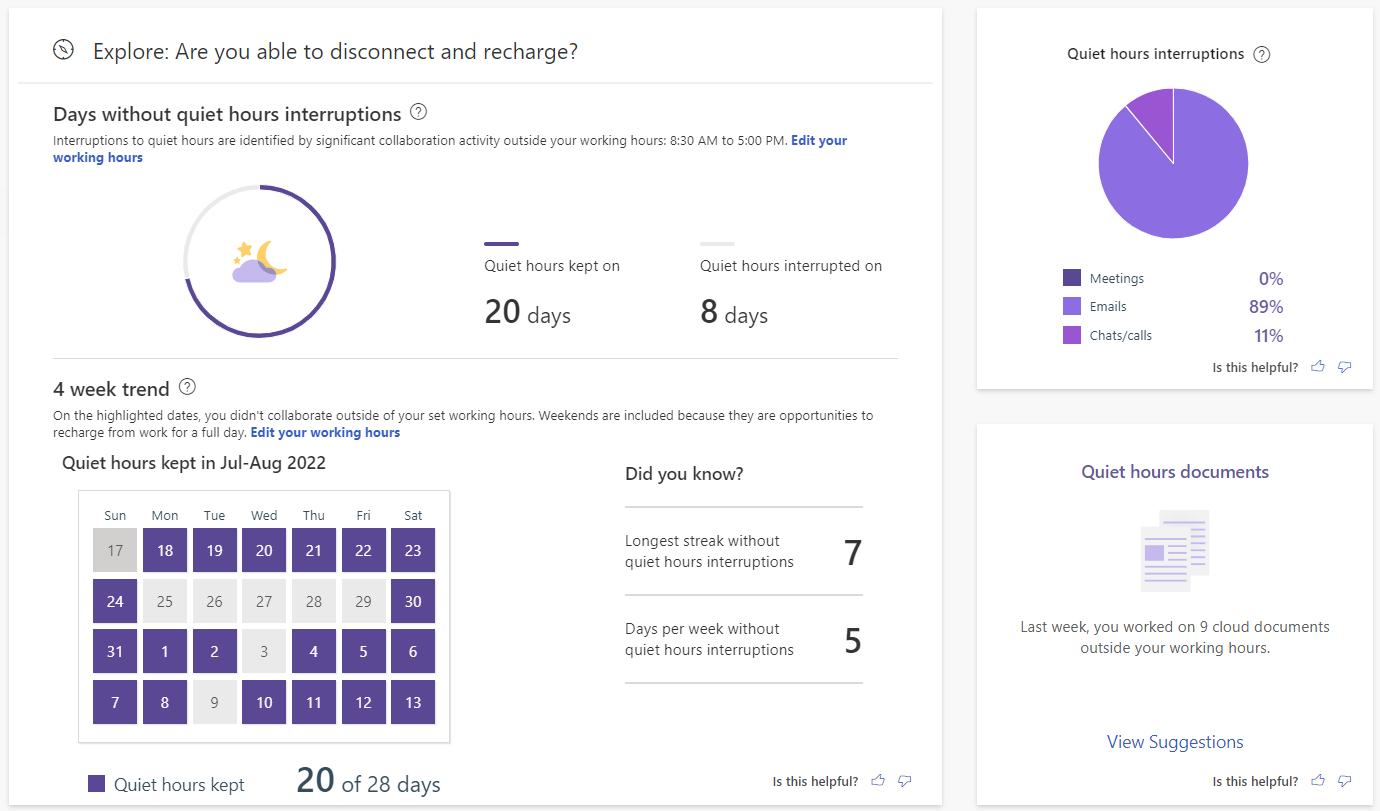 Explore: Are you able to disconnect and recharge?
Days without quiet hours interruptions ?
Interruptions to quiet hours are identified by significant collaboration activity outside your working hours: 8:30 AM to 5:00 PM. Edit your
working hours
Quiet hours kept on
20 days
Quiet hours interrupted on
8 days
4 week trend ?
On the highlighted dates, you didn't collaborate outside of your set working hours. Weekends are included because they are opportunities to
recharge from work for a full day. Edit your working hours
Quiet hours kept in Jul-Aug 2022
Sun Mon Tue Wed Thu Fri Sat
17 18 19 20 21 22 23
24 25 26 27 28 29 30
31 1 2 3 4 5 6
7 8 9 10 11 12 13
Quiet hours kept 20 of 28 days
Did you know?
Longest streak without
quiet hours interruptions
7
Days per week without
quiet hours interruptions
5
Is this helpful?
Quiet hours interruptions ?
Meetings 0%
Emails 89%
Chats/calls 11%
Is this helpful?
Quiet hours documents
Last week, you worked on 9 cloud documents
outside your working hours.
View Suggestions
Is this helpful?